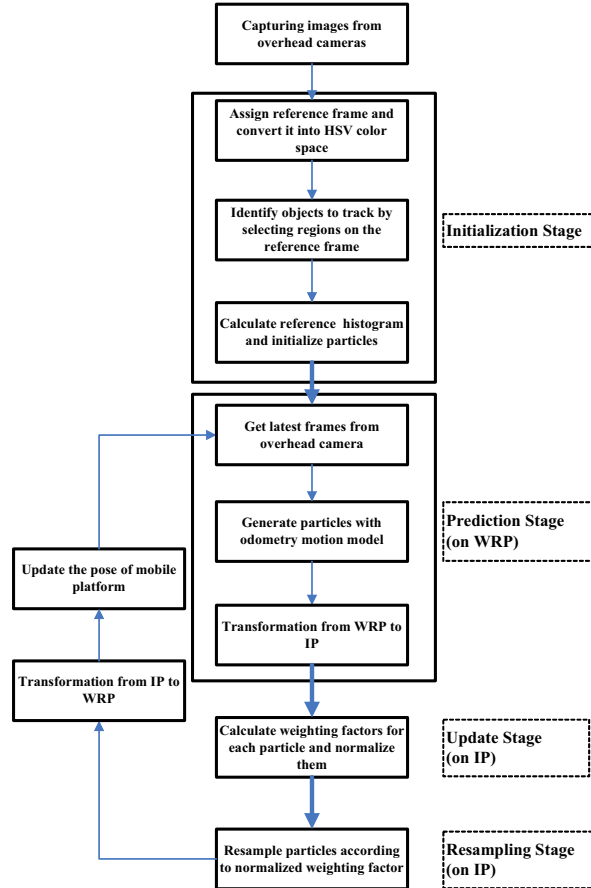 Capturing images from
overhead cameras
Assign reference frame and
convert it into HSV color
space
Identify objects to track by
selecting regions on the
reference frame
Initialization Stage
Calculate reference histogram
and initialize particles
Get latest frames from
overhead camera
Generate particles with
odometry motion model
Prediction Stage
(on WRP)
Update the pose of mobile
platform
Transformation from WRP to
IP
Transformation from IP to
WRP
Calculate weighting factors for
each particle and normalize
them
Update Stage
(on IP)
Resample particles according
to normalized weighting factor
Resampling Stage
(on IP)